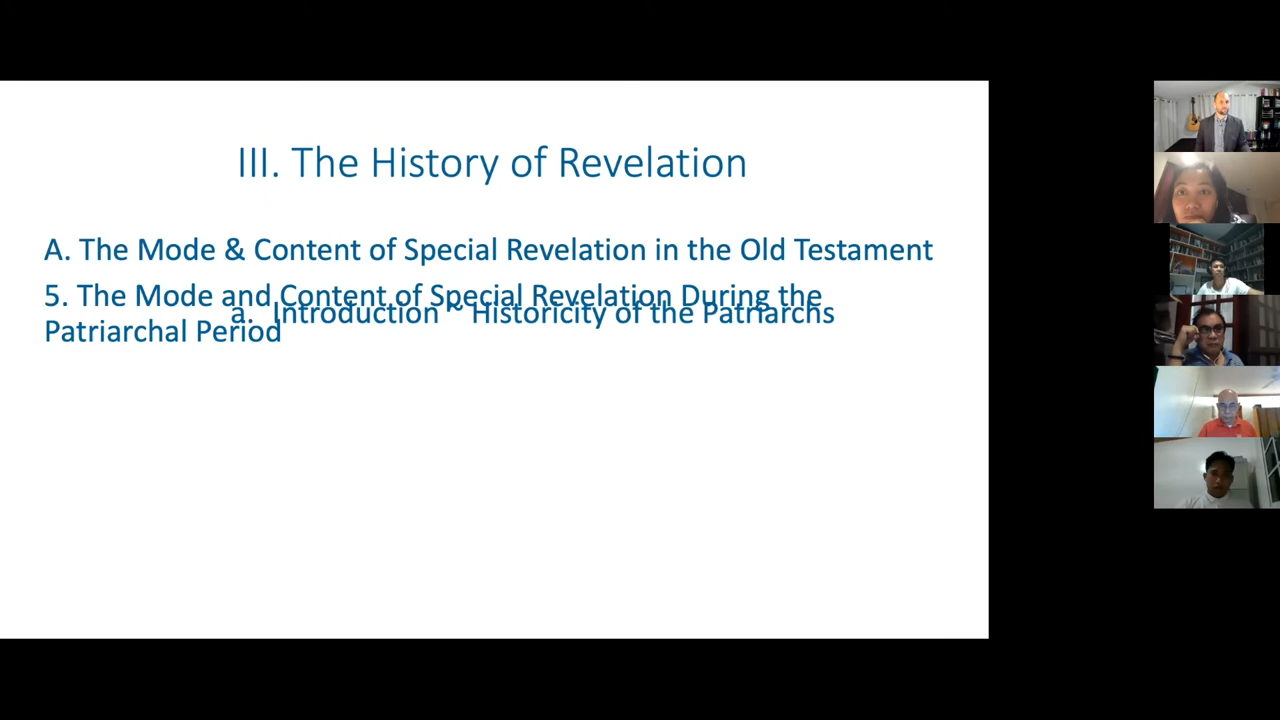 III. The History of Revelation
A. The Mode & Content of Special Revelation in the Old Testament
5. The Mode and Content of Special Revelation During the
a. Introduction ~ Historicity of the Patriarchs
Patriarchal Period